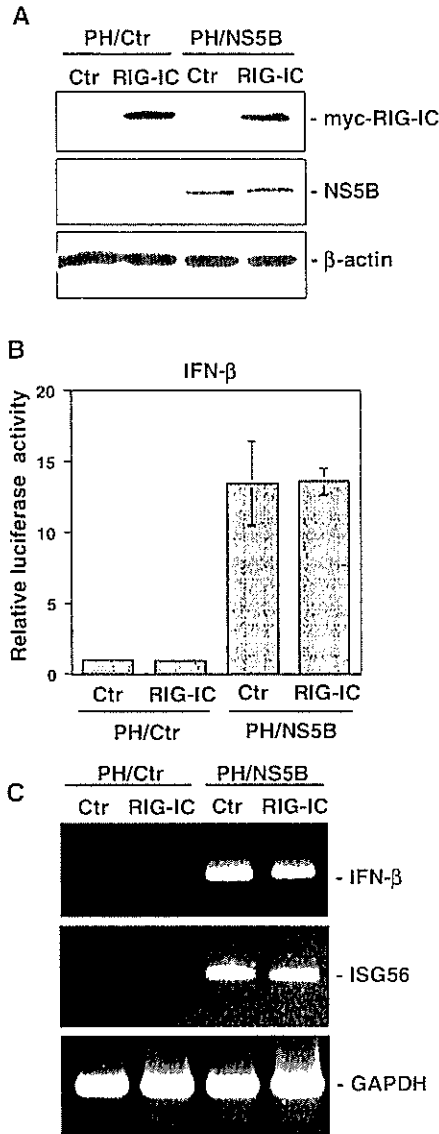 A
PH/Ctr PH/NS5B
Ctr RIG-IC Ctr RIG-IC
- myc-RIG-IC
- NS5B
- β-actin
B
IFN-β
Relative luciferase activity
20
15
10
5
0
Ctr RIG-IC Ctr RIG-IC
PH/Ctr PH/NS5B
C
PH/Ctr PH/NS5B
Ctr RIG-IC Ctr RIG-IC
- IFN-β
- ISG56
- GAPDH